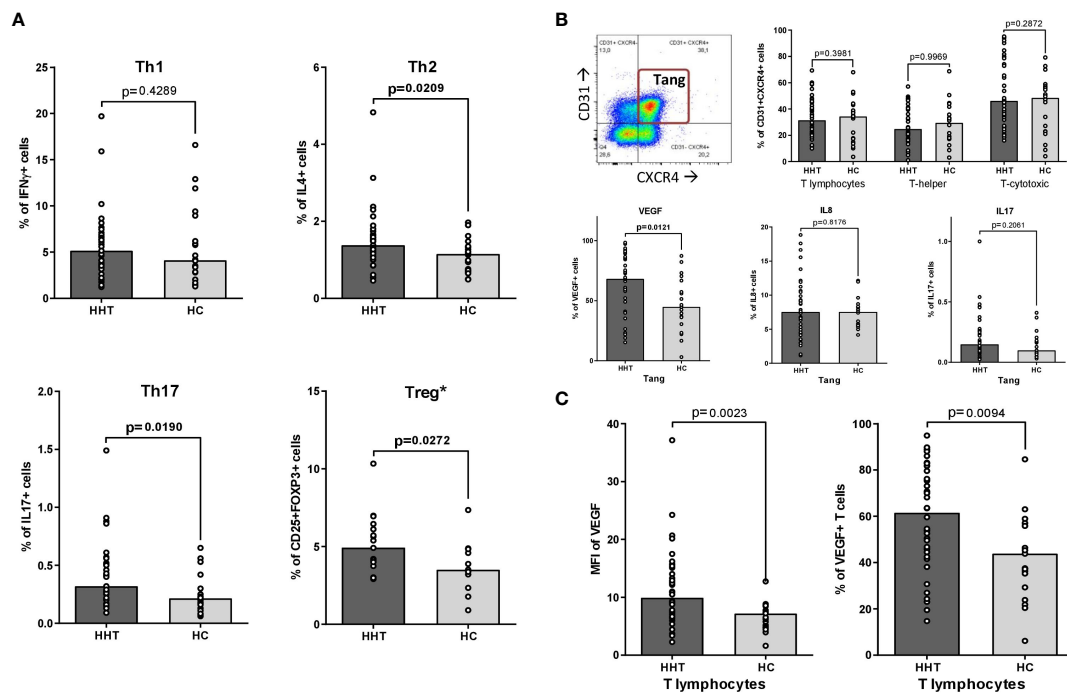 A
Th1
p=0.4289
% of IFNγ+ cells
25
20
15
10
5
0
HHT
HC
Th2
p=0.0209
% of IL4+ cells
6
4
2
0
HHT
HC
Th17
p=0.0190
% of IL17+ cells
2.0
1.5
1.0
0.5
0.0
HHT
HC
Treg*
p=0.0272
% of CD25+FOXP3+ cells
15
10
5
0
HHT
HC
B
CD31+ CXCR4-
13,0
CD31+ CXCR4+
38,1
Tang
CD31 →
Q4
28,6
CD31- CXCR4+
20,2
CXCR4 →
% of CD31+CXCR4+ cells
100
80
60
40
20
0
p=0.3981
p=0.9969
p=0.2872
HHT
HC
HHT
HC
HHT
HC
T lymphocytes
T-helper
T-cytotoxic
VEGF
p=0.0121
% of VEGF+ cells
100
50
0
HHT
HC
Tang
IL8
p=0.8176
% of IL8+ cells
20
15
10
5
0
HHT
HC
Tang
IL17
p=0.2061
% of IL17+ cells
1.0
0.5
0.0
HHT
HC
Tang
C
p=0.0023
MFI of VEGF
40
30
20
10
0
HHT
HC
T lymphocytes
p=0.0094
% of VEGF+ T cells
100
80
60
40
20
0
HHT
HC
T lymphocytes